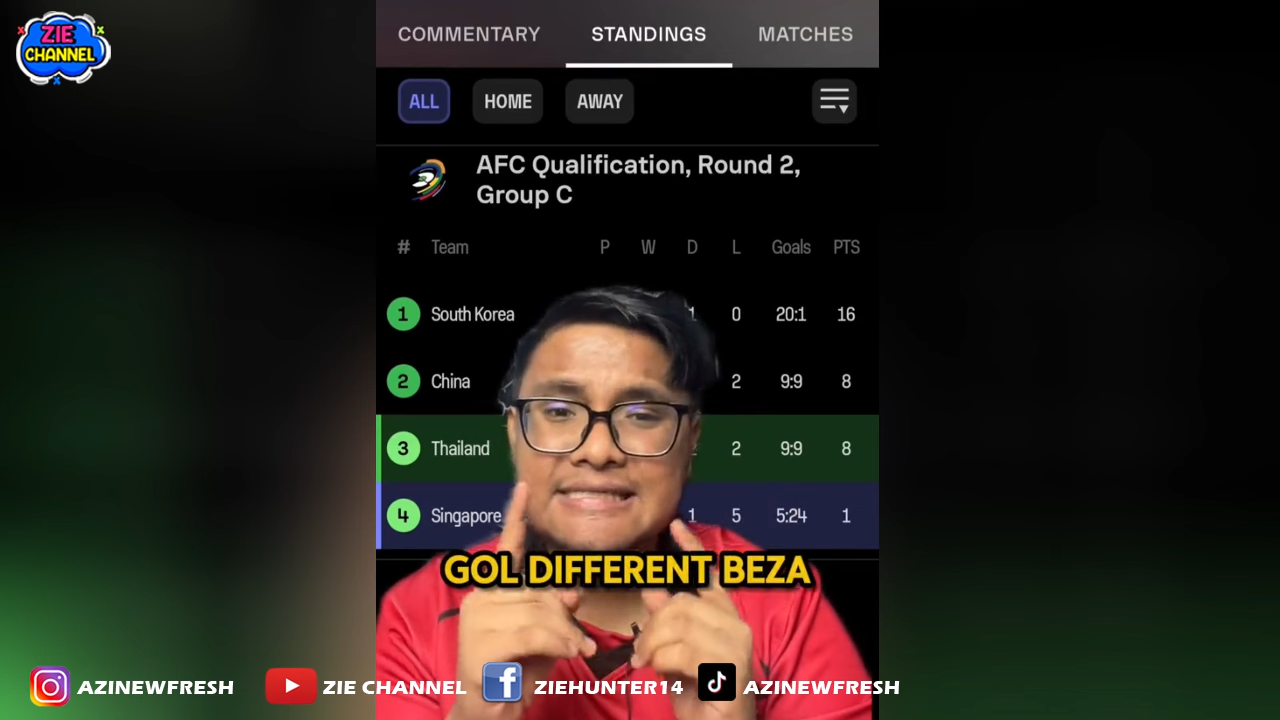 ZIE
CHANNEL
COMMENTARY STANDINGS MATCHES
ALL HOME AWAY
AFC Qualification, Round 2,
Group C
# Team P W D L Goals PTS
1 South Korea 1 0 20:1 16
2 China 2 9:9 8
3 Thailand 2 9:9 8
4 Singapore 1 5 5:24 1
GOL DIFFERENT BEZA
AZINEWFRESH ZIE CHANNEL f ZIEHUNTER14 AZINEWFRESH